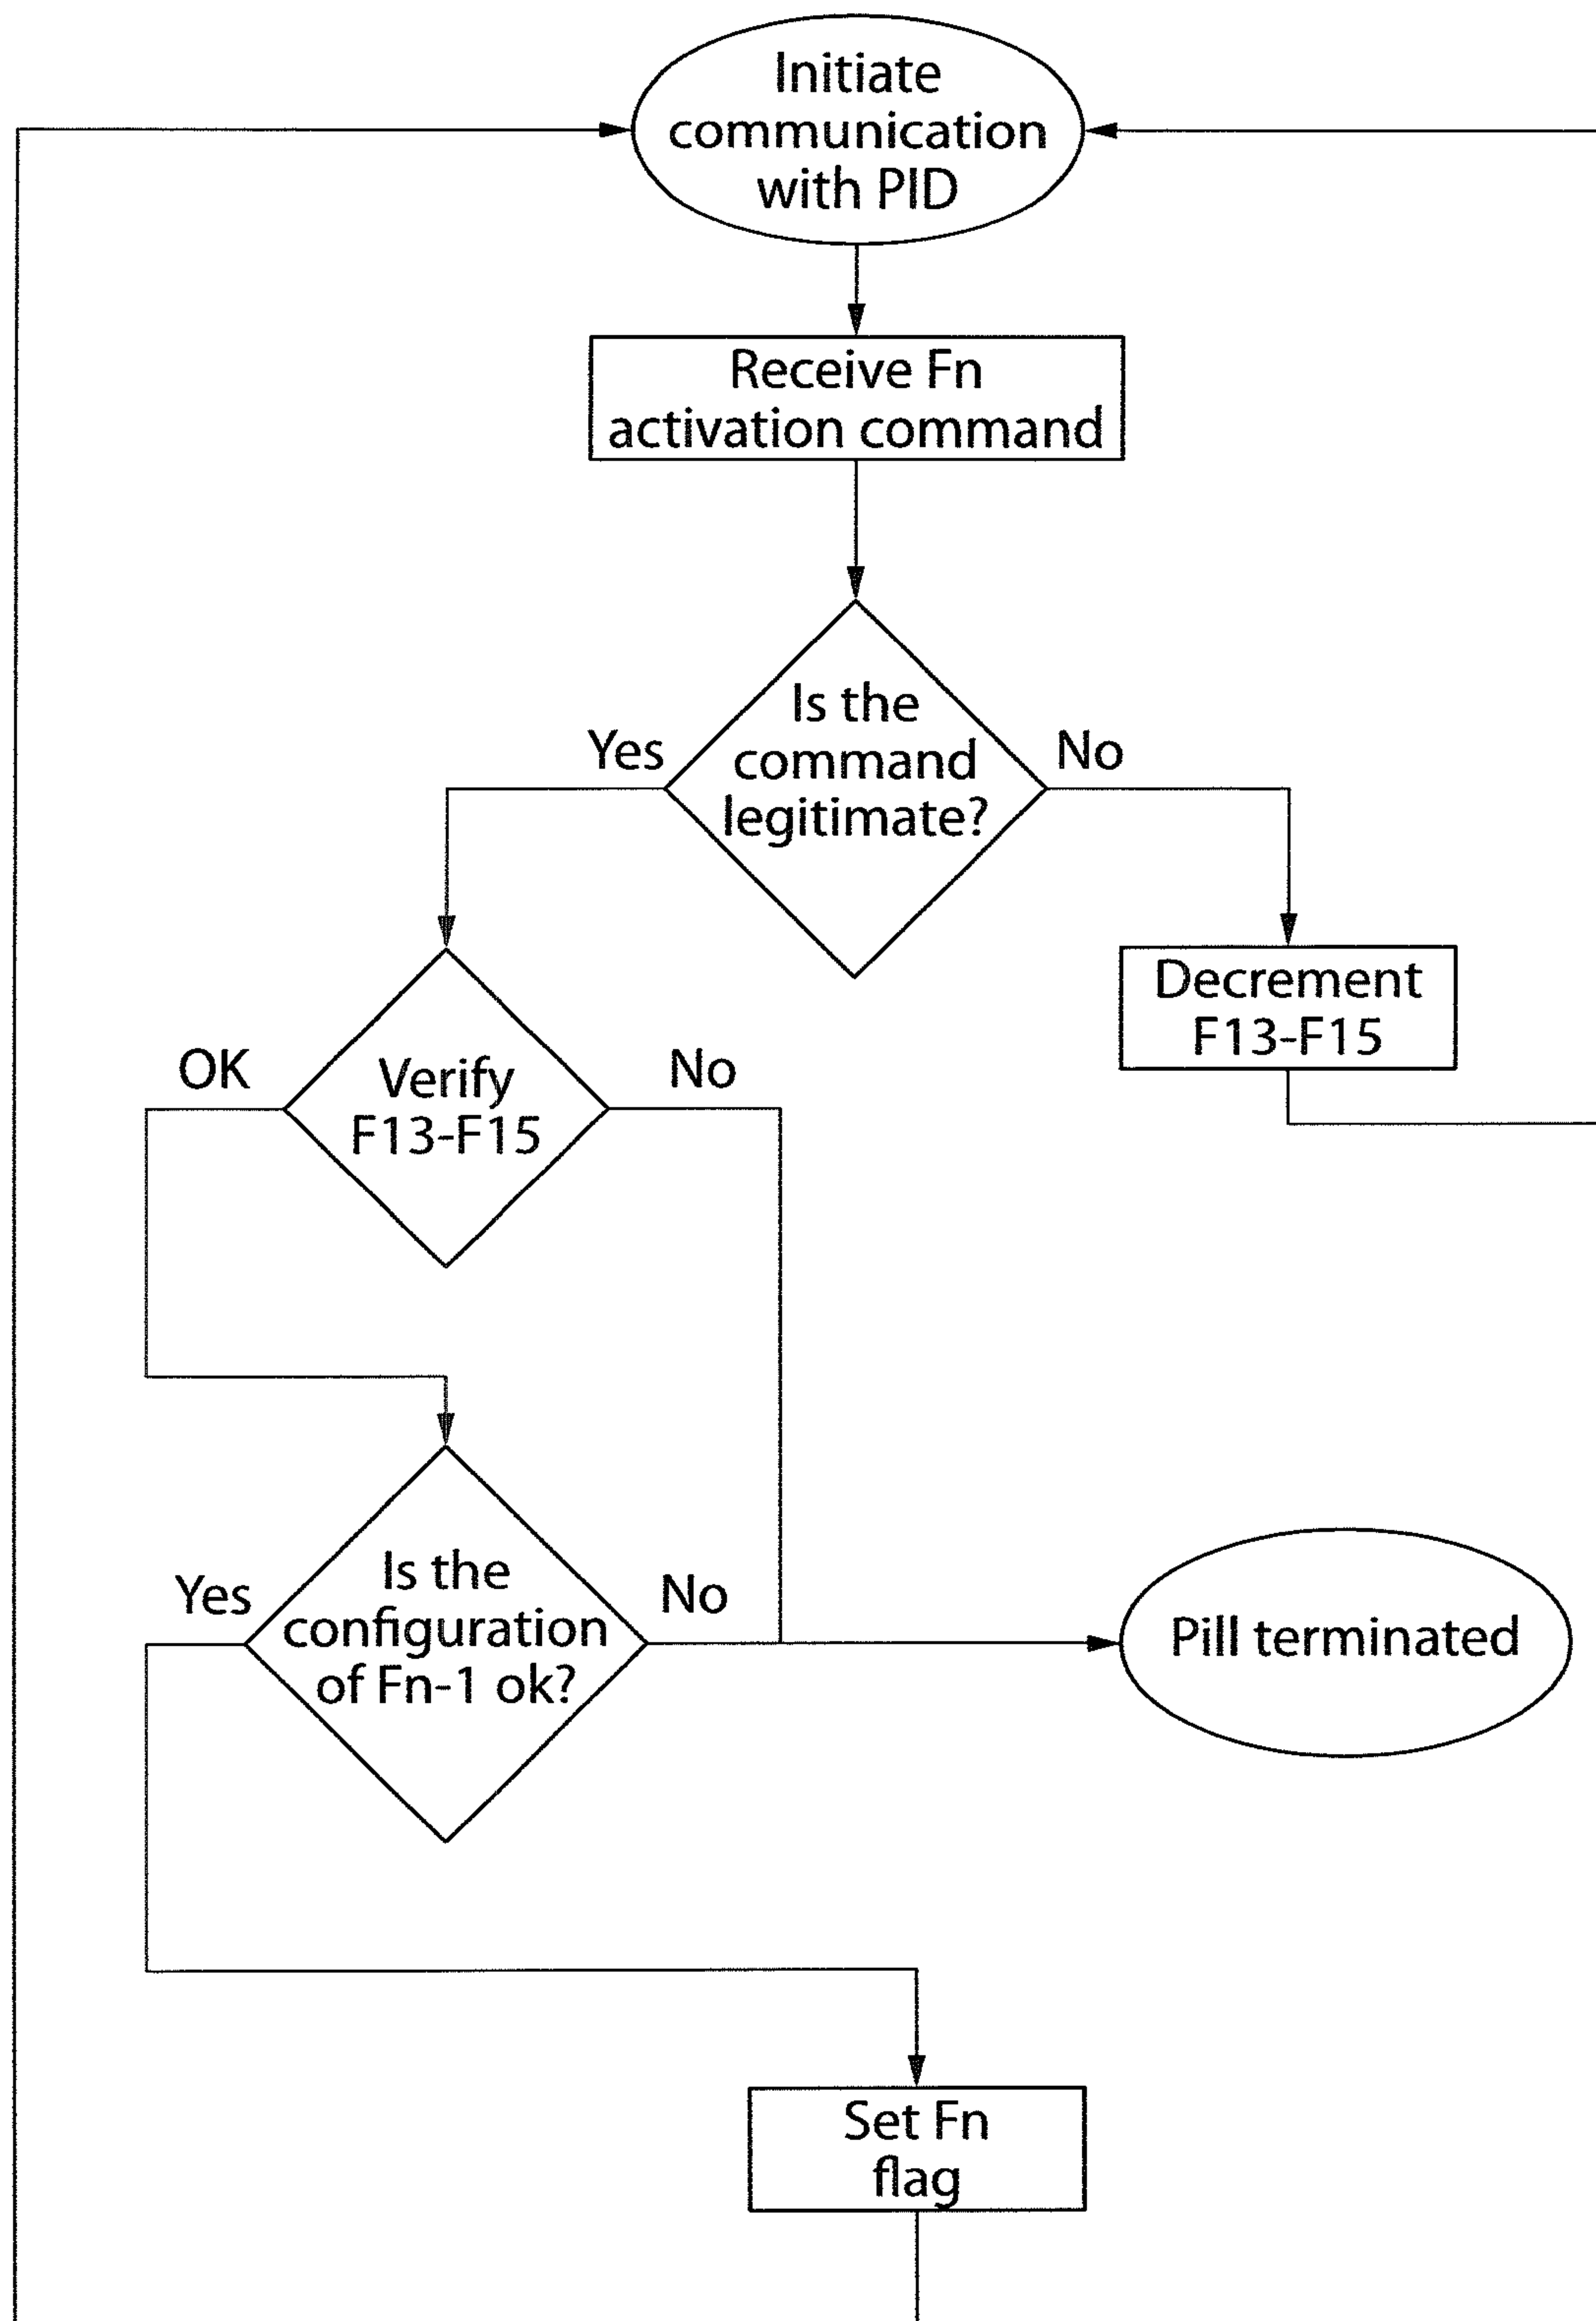 Initiate
communication
with PID
Receive Fn
activation command
Is the
command
legitimate?
Yes
No
Decrement
F13-F15
Verify
F13-F15
OK
No
Is the
configuration
of Fn-1 ok?
Yes
No
Pill terminated
Set Fn
flag